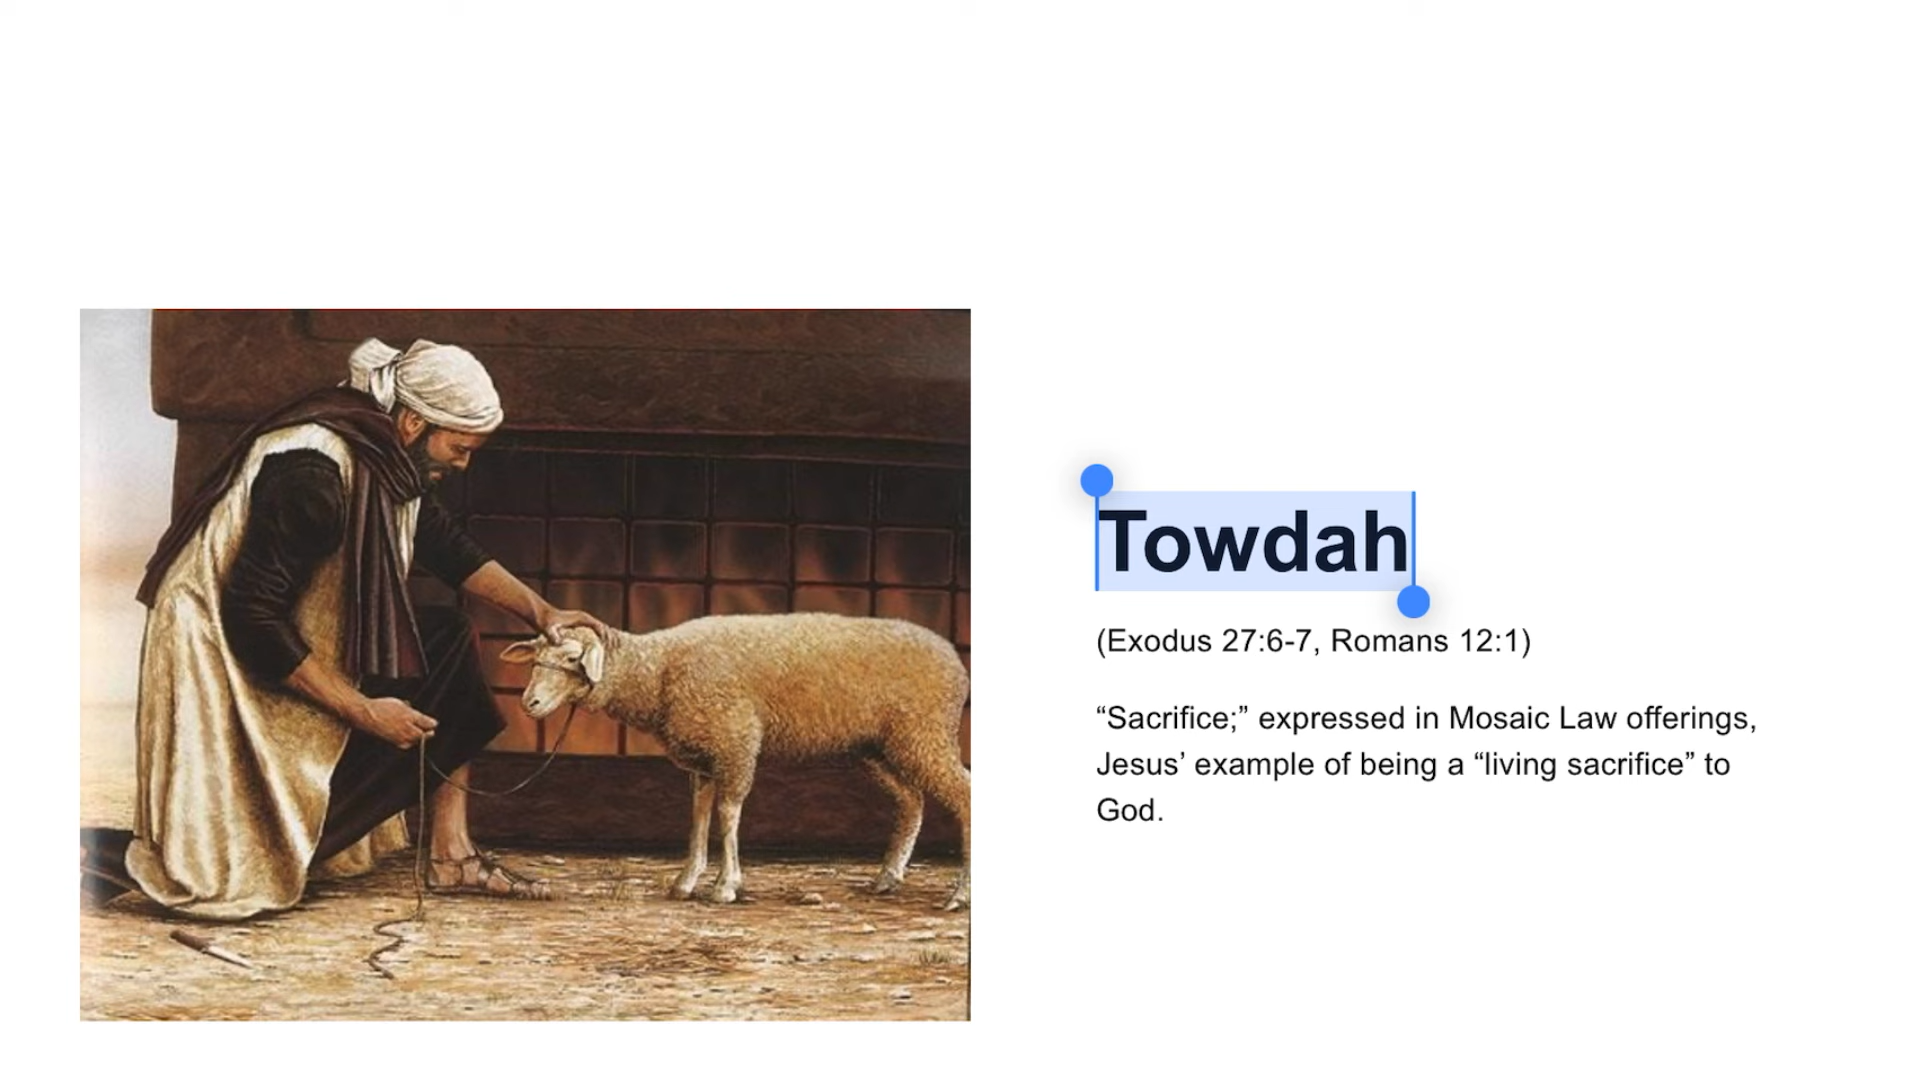 Towdah
(Exodus 27:6-7, Romans 12:1)
“Sacrifice;” expressed in Mosaic Law offerings,
Jesus’ example of being a “living sacrifice” to
God.